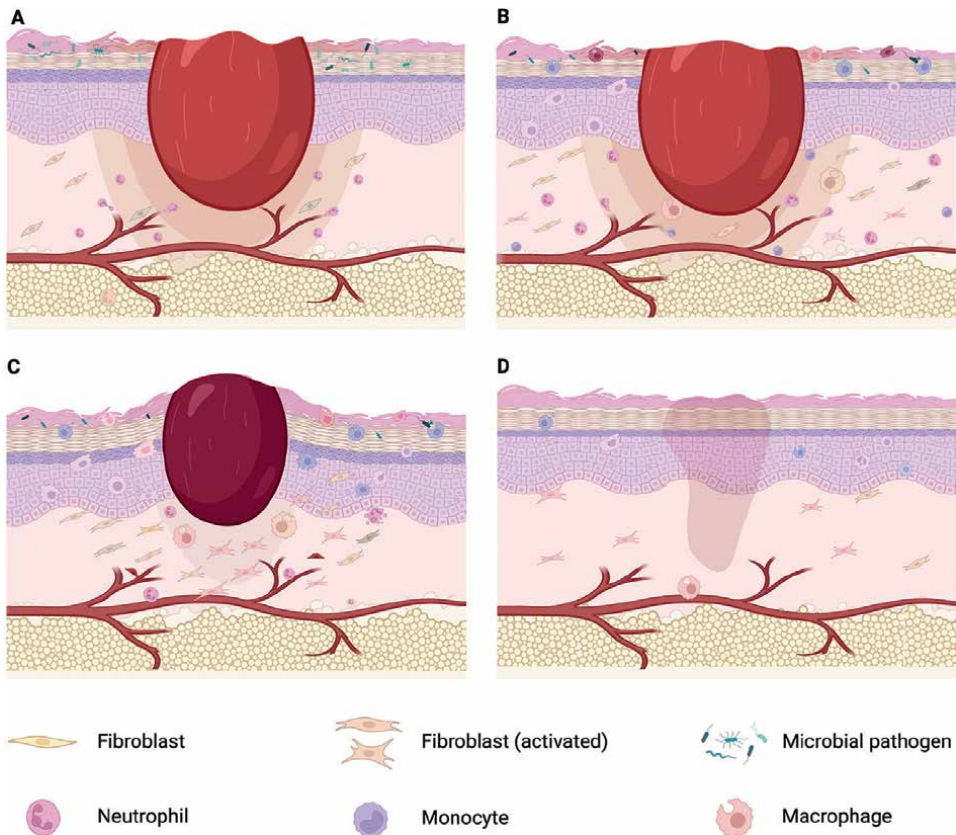 A
B
C
D
Fibroblast
Fibroblast (activated)
Microbial pathogen
Neutrophil
Monocyte
Macrophage